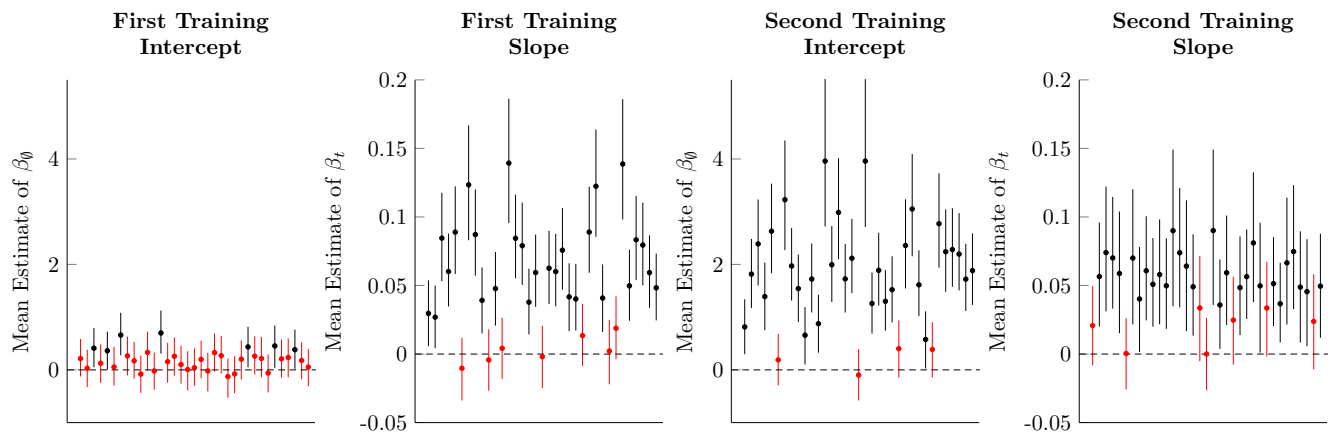 First Training
Intercept
Mean Estimate of β∅
4
2
0
First Training
Slope
Mean Estimate of βt
0.2
0.15
0.1
0.05
0
-0.05
Second Training
Intercept
Mean Estimate of β∅
4
2
0
Second Training
Slope
Mean Estimate of βt
0.2
0.15
0.1
0.05
0
-0.05